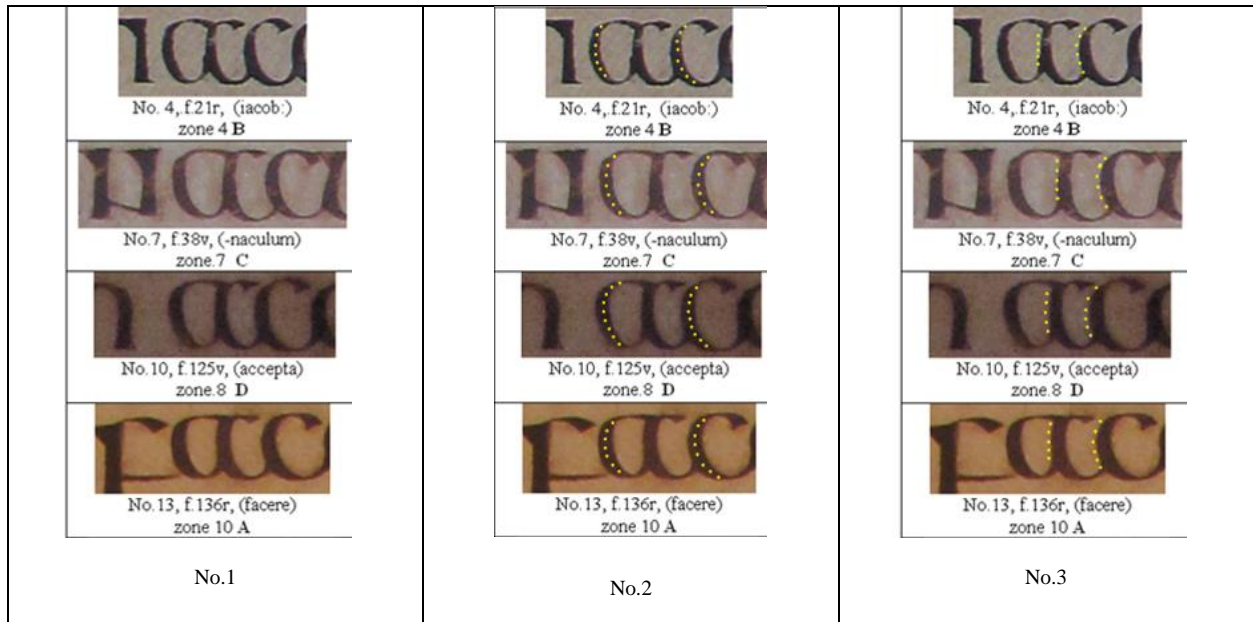 No. 4,.f.21r, (iacob:)
zone 4 B
No.7, f.38v, (-naculum)
zone.7 C
No.10, f.125v, (accepta)
zone.8 D
No.13, f.136r, (facere)
zone 10 A
No.1
No. 4,.f.21r, (iacob:)
zone 4 B
No.7, f.38v, (-naculum)
zone.7 C
No.10, f.125v, (accepta)
zone.8 D
No.13, f.136r, (facere)
zone 10 A
No.2
No. 4,.f.21r, (iacob:)
zone 4 B
No.7, f.38v, (-naculum)
zone.7 C
No.10, f.125v, (accepta)
zone.8 D
No.13, f.136r, (facere)
zone 10 A
No.3